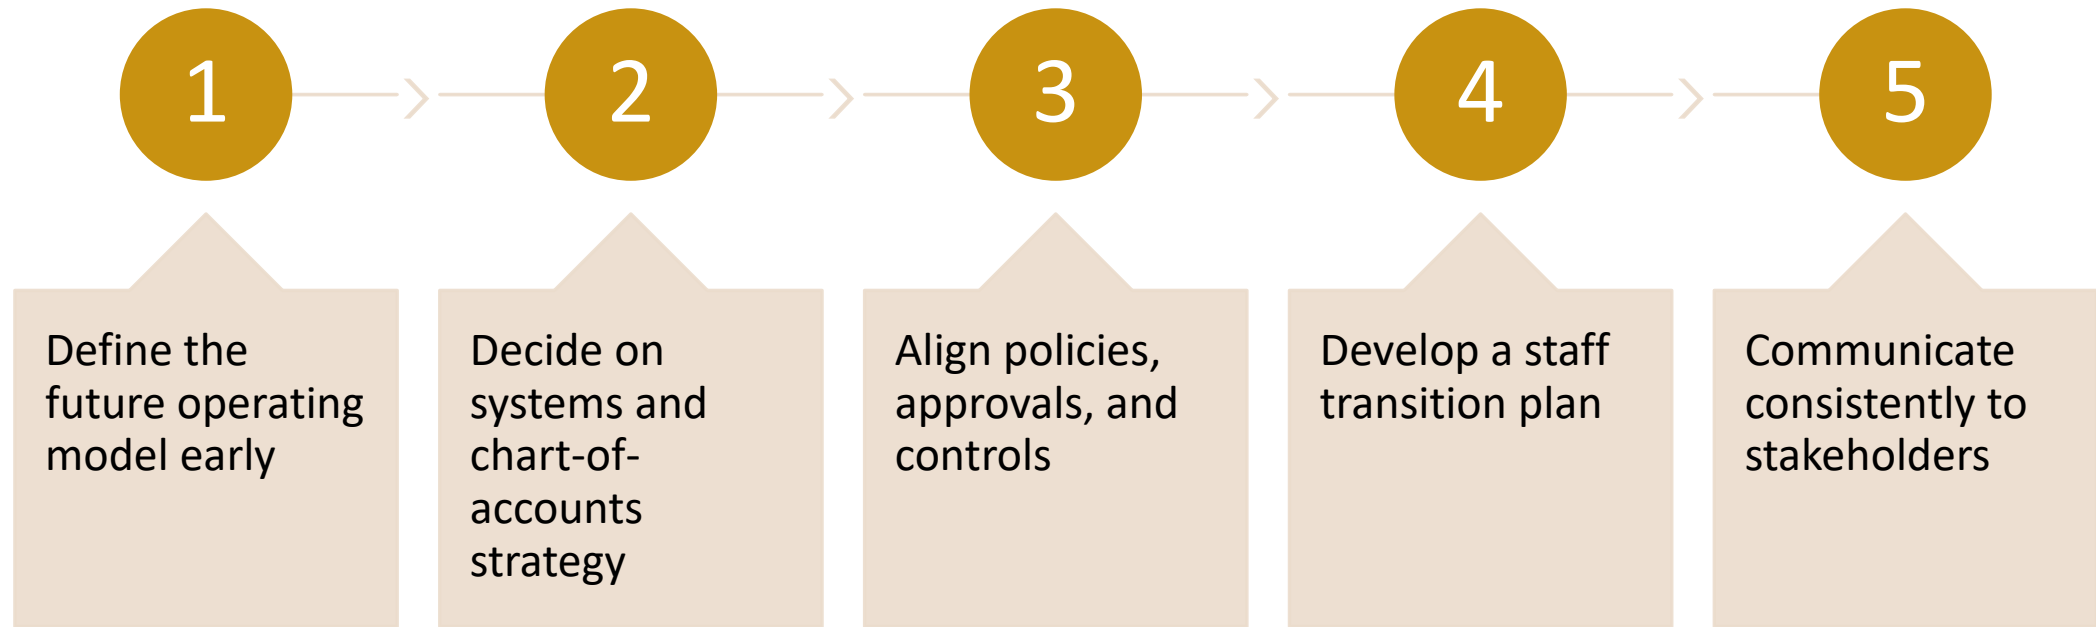 1
2
3
4
5
Define the
future operating
model early
Decide on
systems and
chart-of-
accounts
strategy
Align policies,
approvals, and
controls
Develop a staff
transition plan
Communicate
consistently to
stakeholders